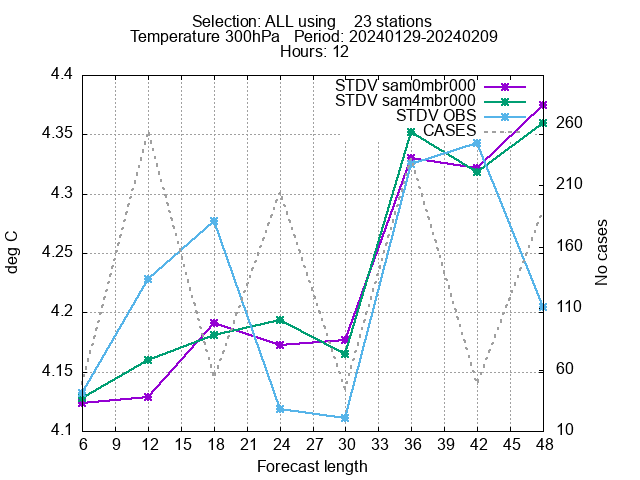 Selection: ALL using    23 stations
Temperature 300hPa   Period: 20240129-20240209
Hours: 12
STDV sam0mbr000
STDV sam4mbr000
STDV OBS
CASES
4.4
4.35
4.3
4.25
4.2
4.15
4.1
deg C
260
210
160
110
60
10
No cases
6 9 12 15 18 21 24 27 30 33 36 39 42 45 48
Forecast length